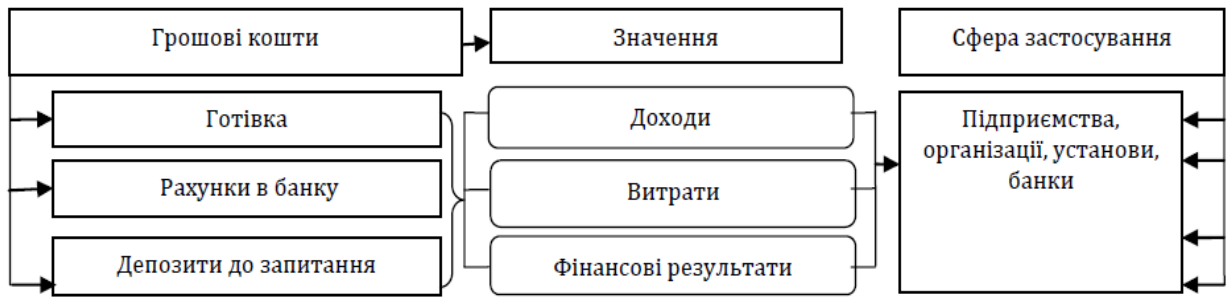 Грошові кошти
Значення
Сфера застосування
Готівка
Доходи
Підприємства,
організації, установи,
банки
Рахунки в банку
Витрати
Депозити до запитання
Фінансові результати